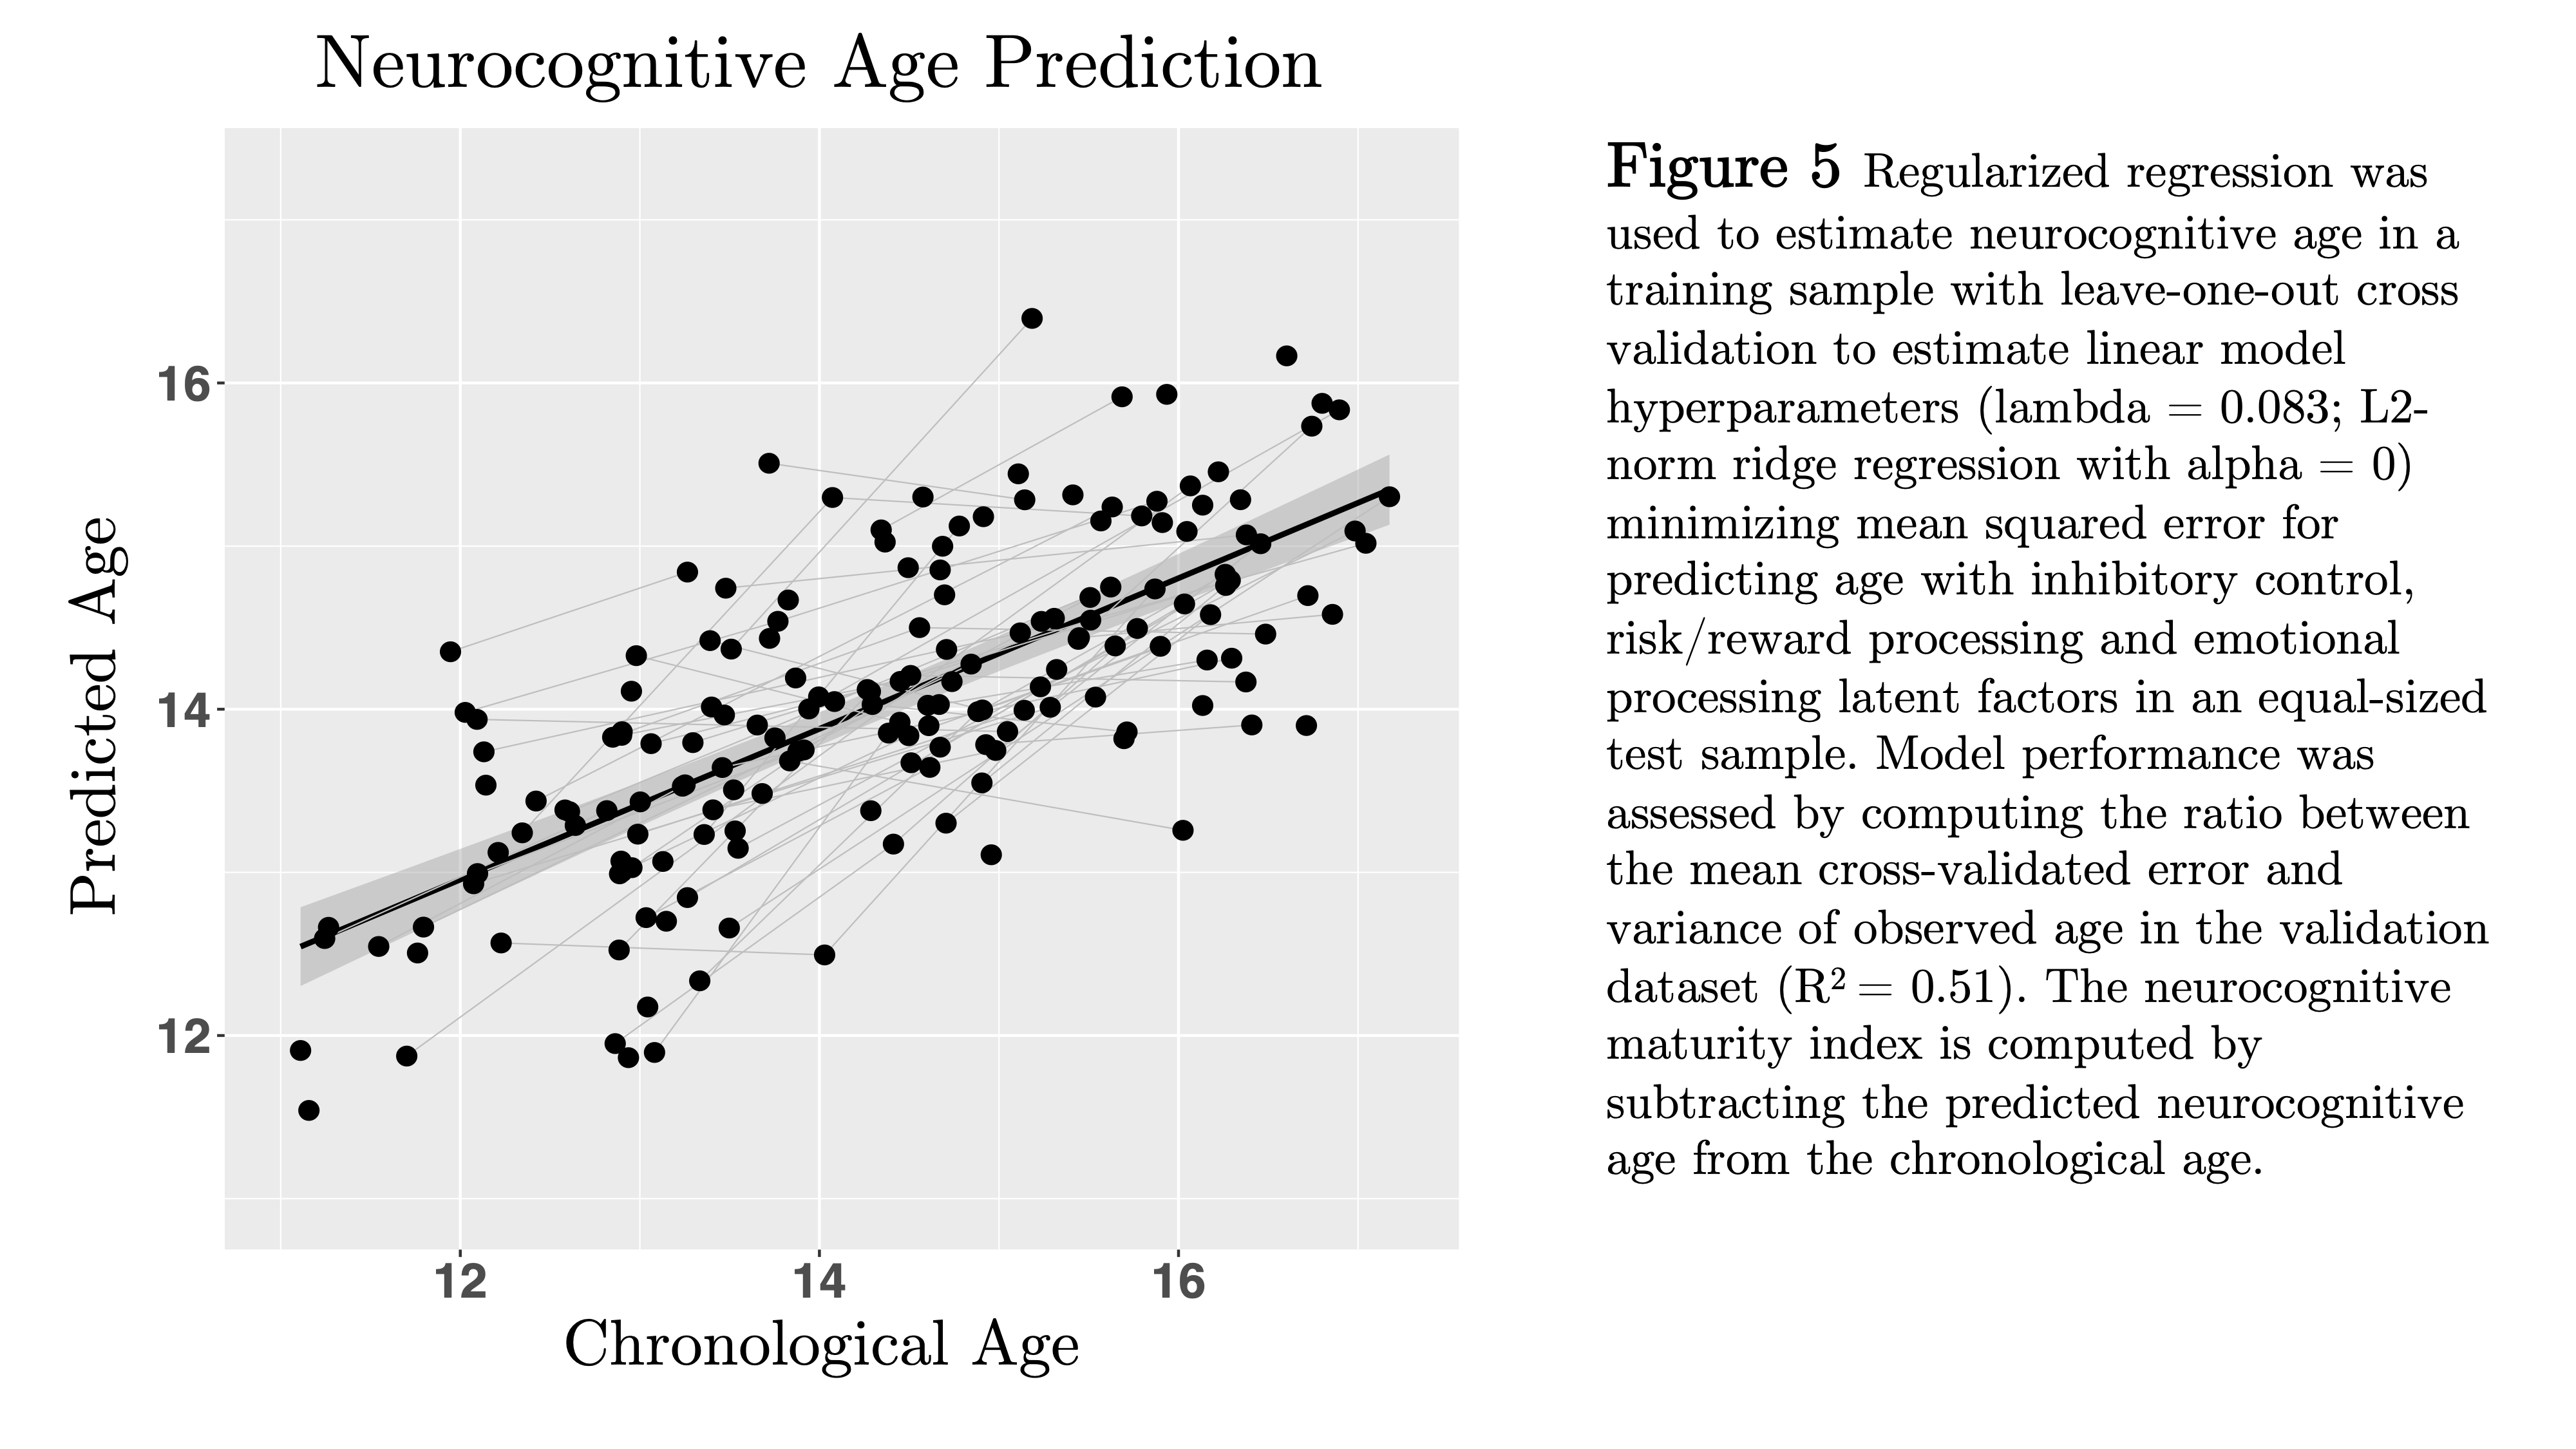 Neurocognitive Age Prediction
Predicted Age
16
14
12
12
14
16
Chronological Age
Figure 5 Regularized regression was
used to estimate neurocognitive age in a
training sample with leave-one-out cross
validation to estimate linear model
hyperparameters (lambda = 0.083; L2-
norm ridge regression with alpha = 0)
minimizing mean squared error for
predicting age with inhibitory control,
risk/reward processing and emotional
processing latent factors in an equal-sized
test sample. Model performance was
assessed by computing the ratio between
the mean cross-validated error and
variance of observed age in the validation
dataset (R² = 0.51). The neurocognitive
maturity index is computed by
subtracting the predicted neurocognitive
age from the chronological age.